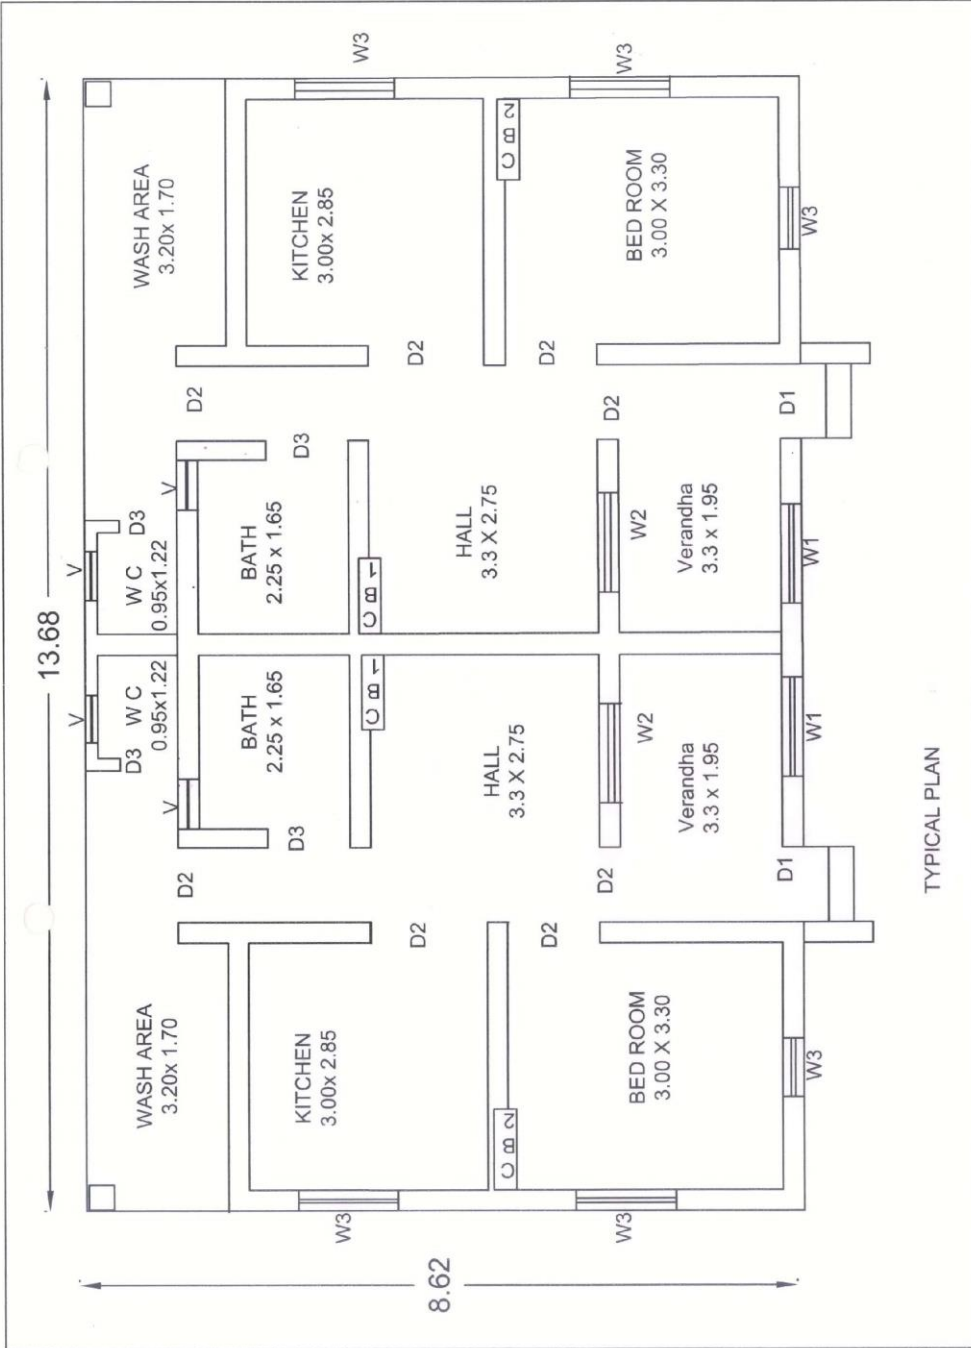 13.68
V
V
WASH AREA
3.20x 1.70
D3
W C
0.95x1.22
W C
0.95x1.22
D3
WASH AREA
3.20x 1.70
V
V
D2
D2
BATH
2.25 x 1.65
BATH
2.25 x 1.65
D3
D3
W3
KITCHEN
3.00x 2.85
KITCHEN
3.00x 2.85
W3
C B 1
C B 1
D2
D2
8.62
HALL
3.3 X 2.75
HALL
3.3 X 2.75
C B 2
C B 2
D2
D2
W3
BED ROOM
3.00 X 3.30
D2
D2
BED ROOM
3.00 X 3.30
W3
W2
W2
Verandha
3.3 x 1.95
Verandha
3.3 x 1.95
D1
D1
W3
W1
W1
W3
TYPICAL PLAN